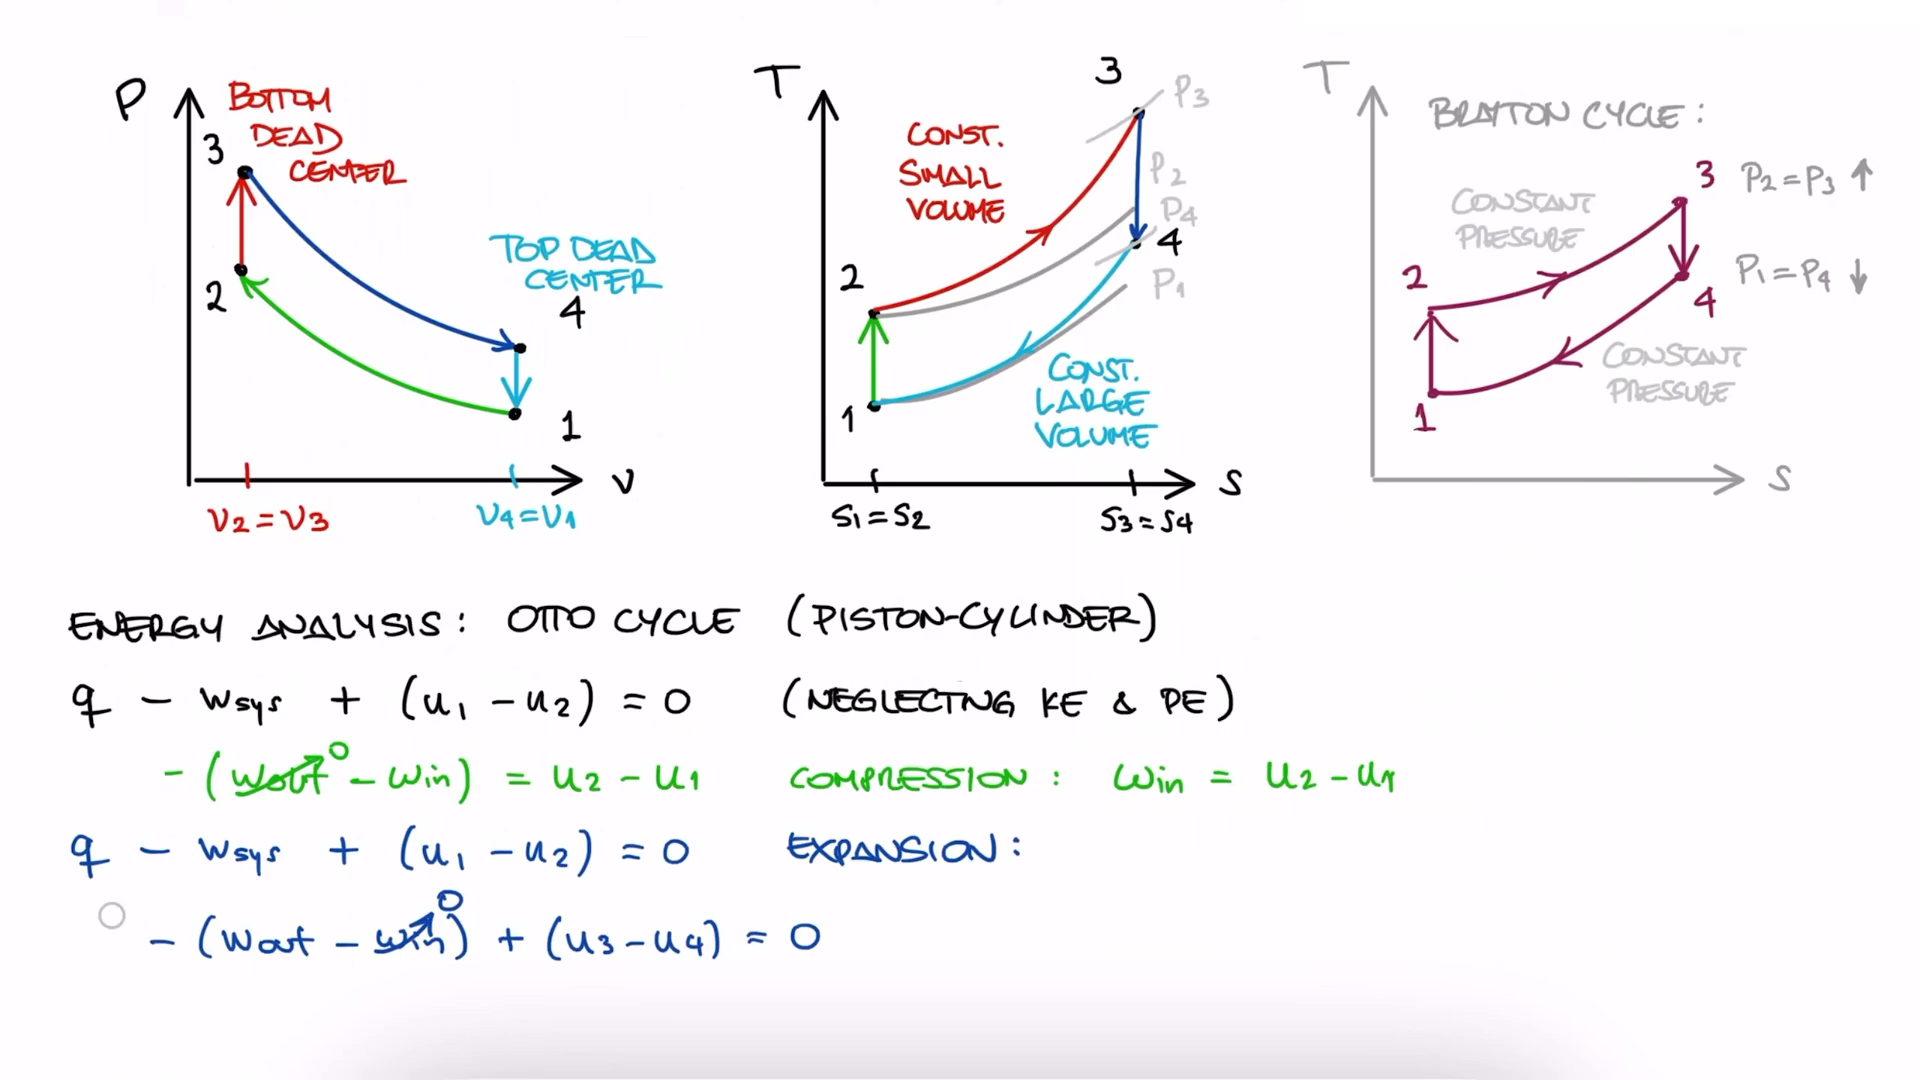 P
BOTTOM
DEAD
CENTER
3
2
TOP DEAD
CENTER
4
1
v
v2 = v3
v4 = v1
T
3
P3
CONST.
SMALL
VOLUME
P2
P4
4
P1
2
1
CONST.
LARGE
VOLUME
S
S1 = S2
S3 = S4
T
BRAYTON CYCLE :
CONSTANT
PRESSURE
3
P2 = P3 ↑
P1 = P4 ↓
2
4
1
CONSTANT
PRESSURE
S
ENERGY ANALYSIS : OTTO CYCLE (PISTON-CYLINDER)
q - wsys + (u1 - u2) = 0 (NEGLECTING KE & PE)
- (wout 0 - win) = u2 - u1 COMPRESSION : win = u2 - u1
q - wsys + (u1 - u2) = 0 EXPANSION :
- (wout - win 0) + (u3 - u4) = 0